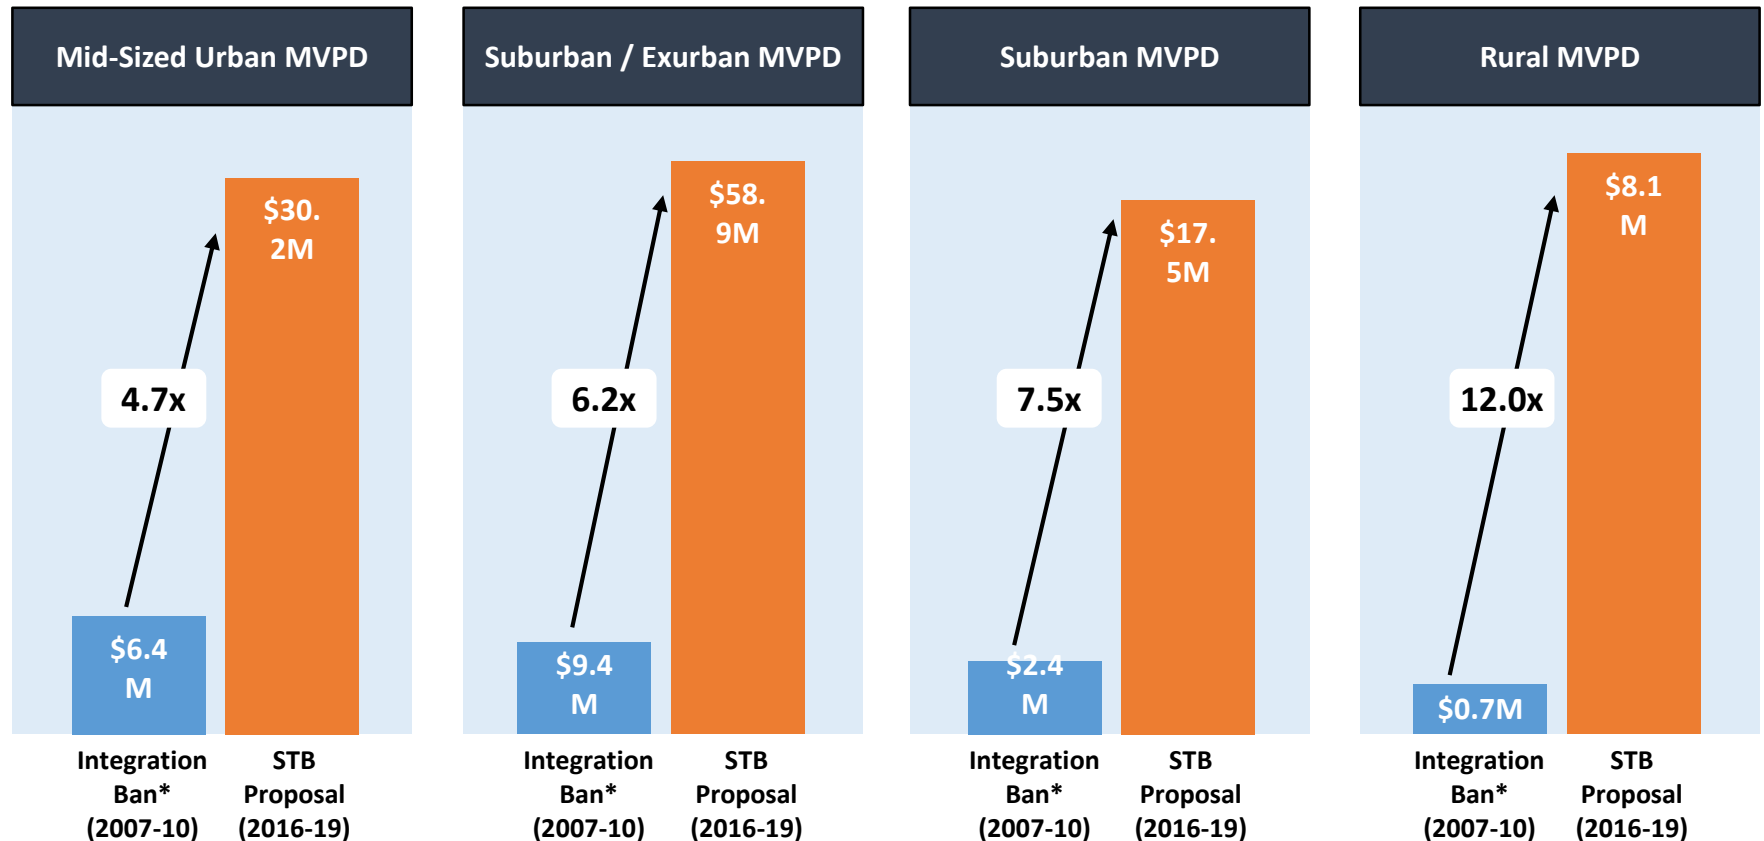 Mid-Sized Urban MVPD
$30.
2M
4.7x
$6.4
M
Integration
Ban*
(2007-10)
STB
Proposal
(2016-19)
Suburban / Exurban MVPD
$58.
9M
6.2x
$9.4
M
Integration
Ban*
(2007-10)
STB
Proposal
(2016-19)
Suburban MVPD
$17.
5M
7.5x
$2.4
M
Integration
Ban*
(2007-10)
STB
Proposal
(2016-19)
Rural MVPD
$8.1
M
12.0x
$0.7M
Integration
Ban*
(2007-10)
STB
Proposal
(2016-19)